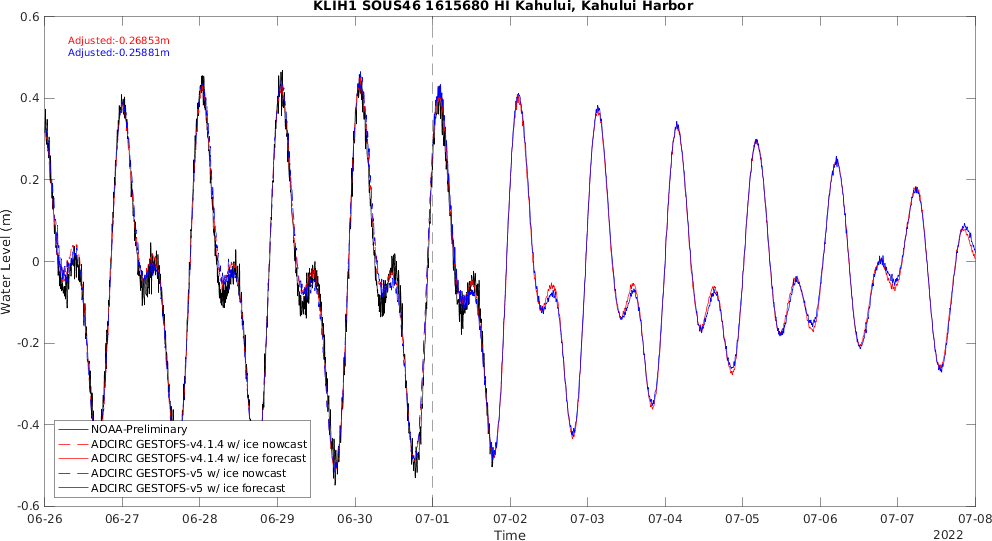 KLIH1 SOUS46 1615680 HI Kahului, Kahului Harbor
Adjusted:-0.26853m
Adjusted:-0.25881m
Water Level (m)
0.6
0.4
0.2
0
-0.2
-0.4
-0.6
NOAA-Preliminary
ADCIRC GESTOFS-v4.1.4 w/ ice nowcast
ADCIRC GESTOFS-v4.1.4 w/ ice forecast
ADCIRC GESTOFS-v5 w/ ice nowcast
ADCIRC GESTOFS-v5 w/ ice forecast
06-26 06-27 06-28 06-29 06-30 07-01 07-02 07-03 07-04 07-05 07-06 07-07 07-08
Time
2022